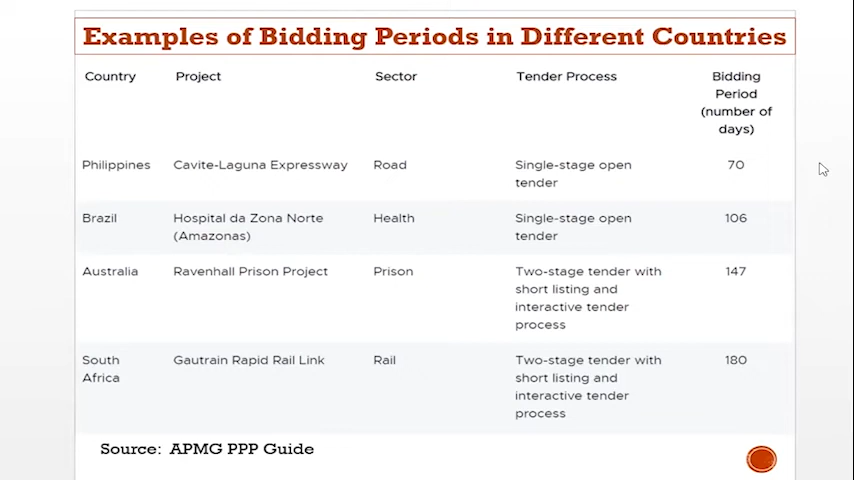 Examples of Bidding Periods in Different Countries
Country Project Sector Tender Process Bidding Period (number of days)
Philippines Cavite-Laguna Expressway Road Single-stage open tender 70
Brazil Hospital da Zona Norte (Amazonas) Health Single-stage open tender 106
Australia Ravenhall Prison Project Prison Two-stage tender with short listing and interactive tender process 147
South Africa Gautrain Rapid Rail Link Rail Two-stage tender with short listing and interactive tender process 180
Source: APMG PPP Guide